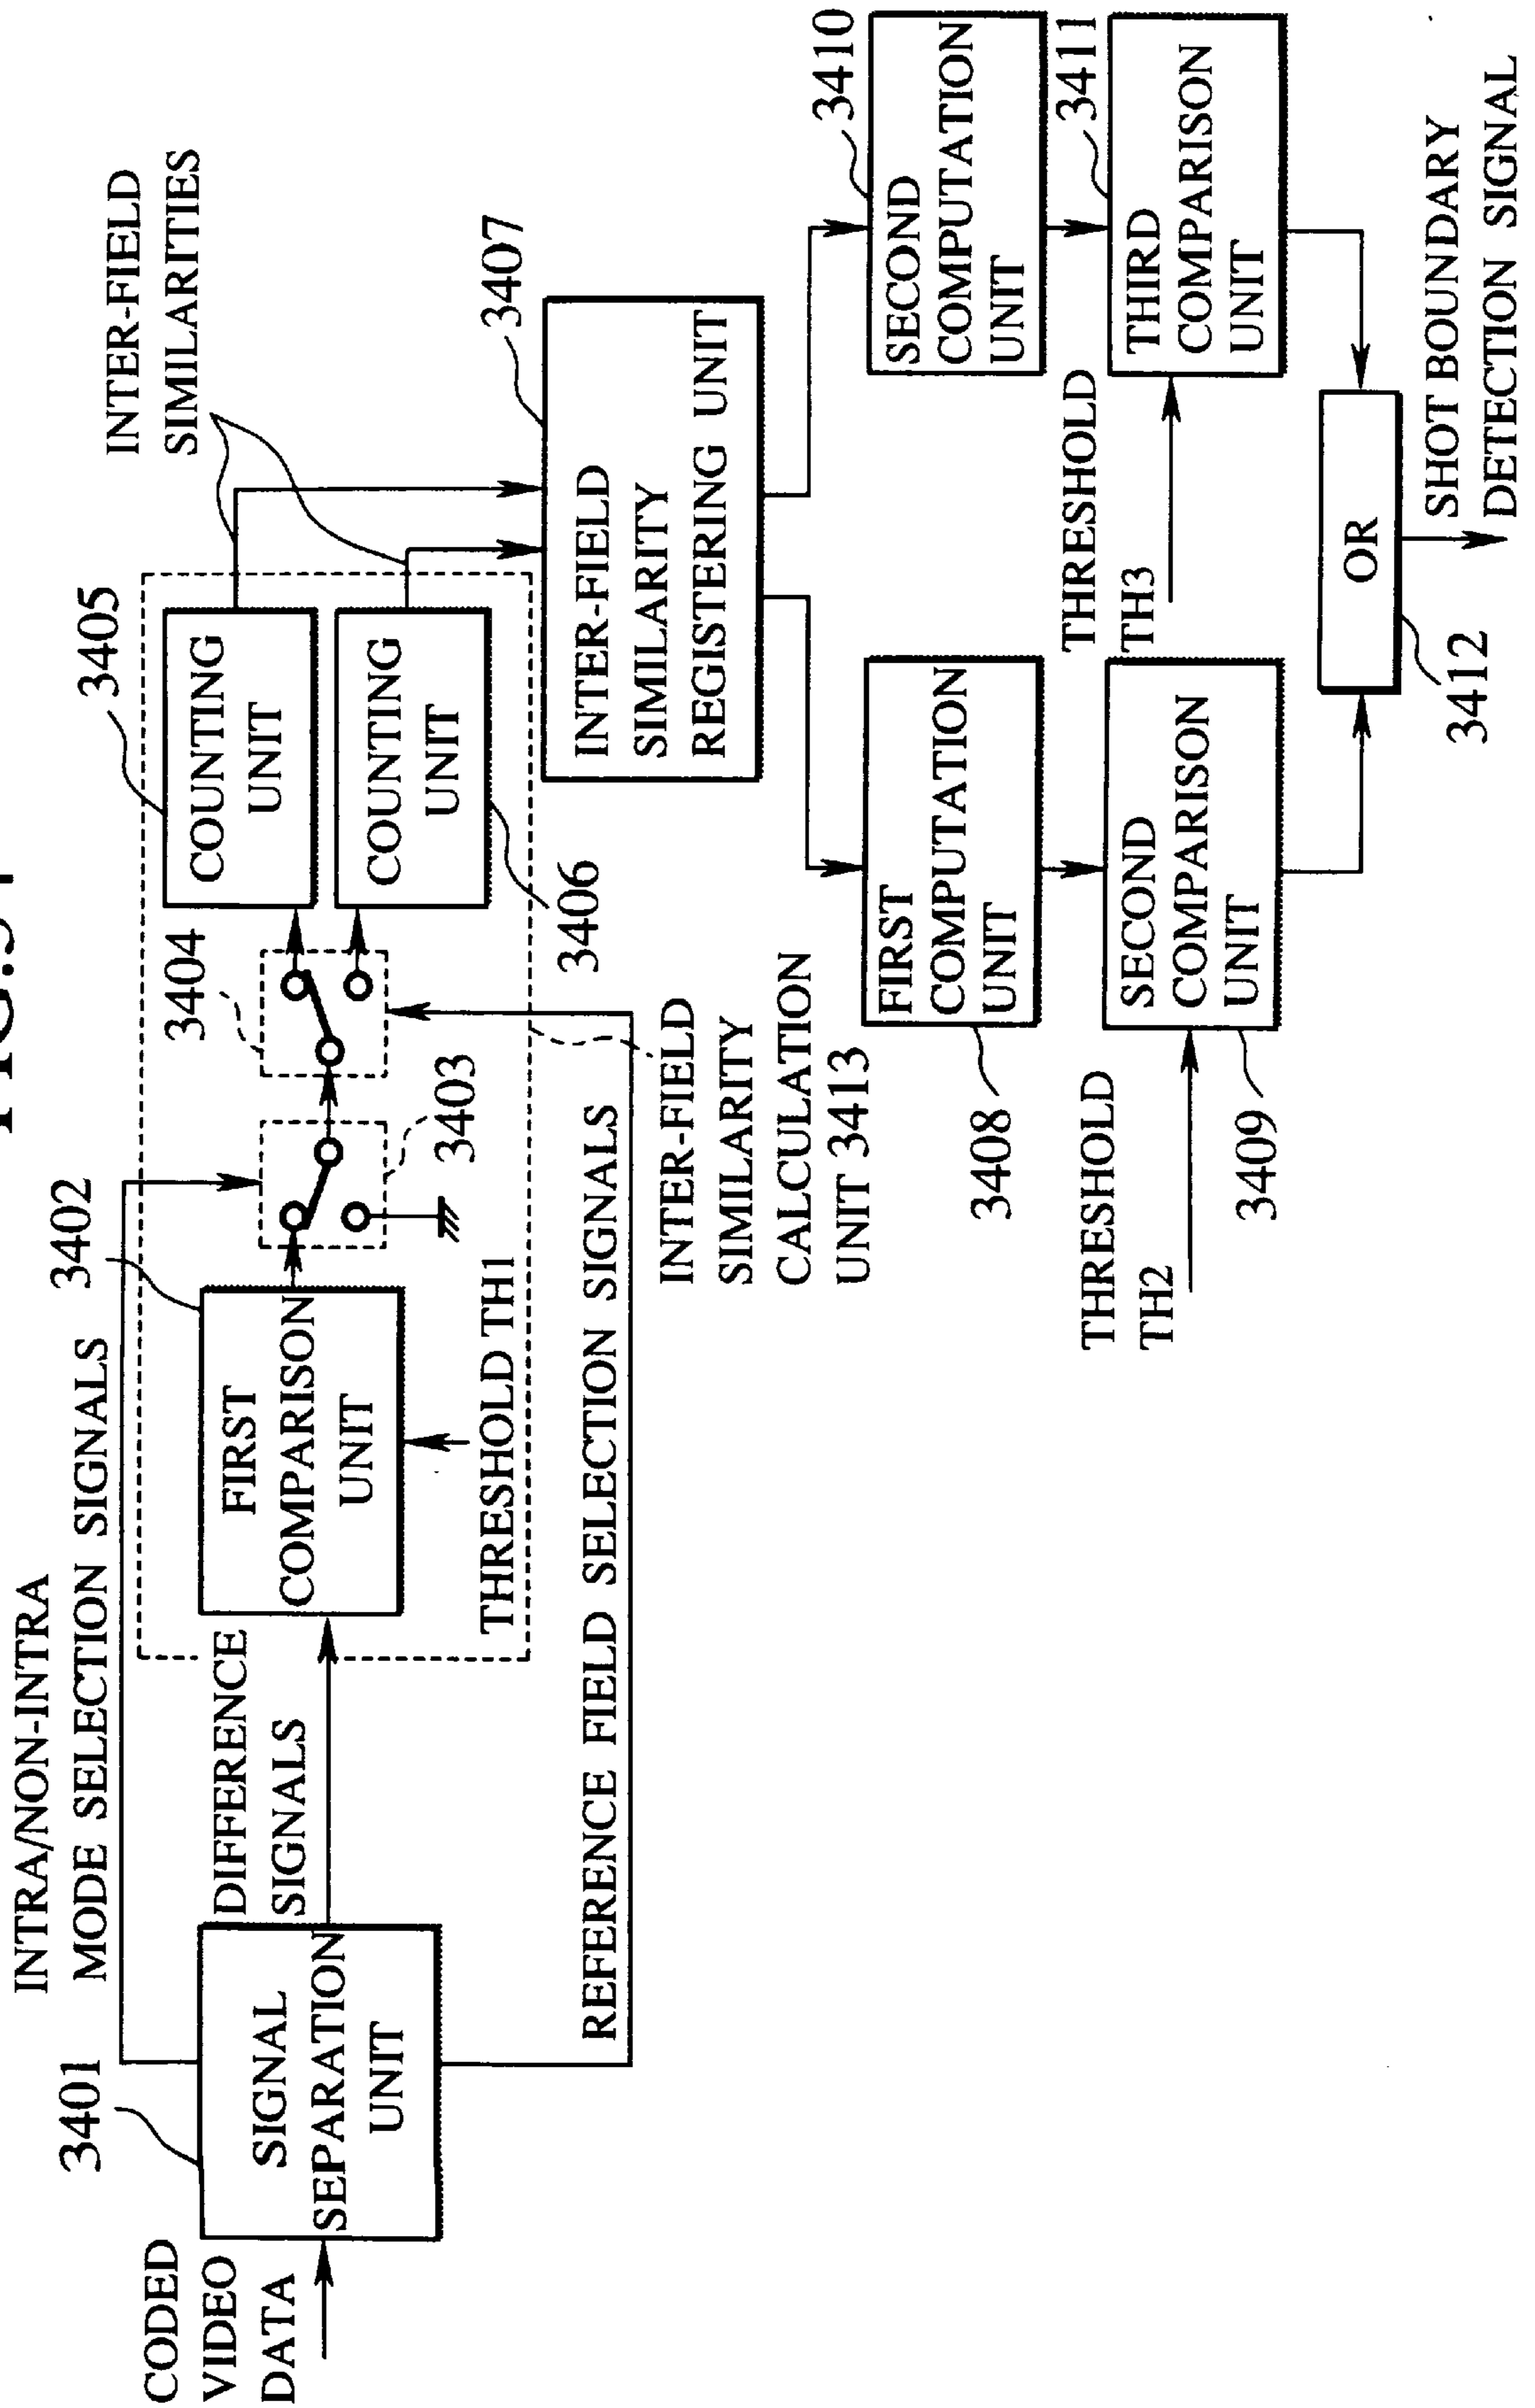 INTRA/NON-INTRA
MODE SELECTION SIGNALS
3401
CODED
VIDEO
DATA
SIGNAL
SEPARATION
UNIT
DIFFERENCE
SIGNALS
REFERENCE FIELD SELECTION SIGNALS
3402
FIRST
COMPARISON
UNIT
THRESHOLD TH1
3403
3404
3405
COUNTING
UNIT
COUNTING
UNIT
3406
INTER-FIELD
SIMILARITIES
INTER-FIELD
SIMILARITY
CALCULATION
UNIT 3413
3407
INTER-FIELD
SIMILARITY
REGISTERING UNIT
FIRST
COMPUTATION
UNIT
3408
SECOND
COMPUTATION
UNIT
3410
THRESHOLD
TH2
SECOND
COMPARISON
UNIT
3409
THRESHOLD
TH3
THIRD
COMPARISON
UNIT
3411
OR
3412
SHOT BOUNDARY
DETECTION SIGNAL